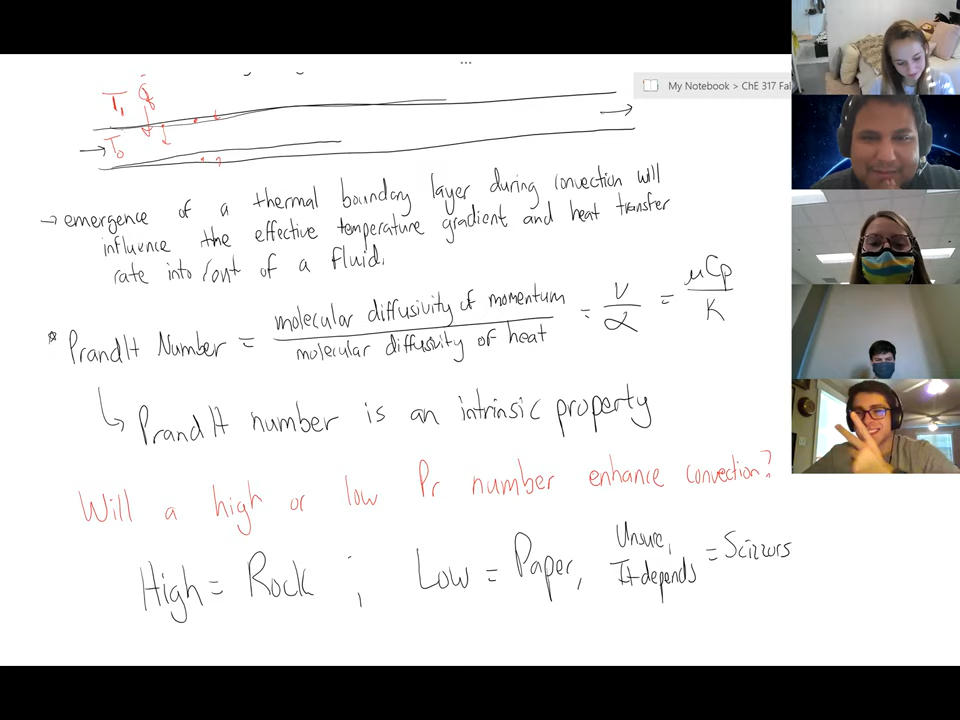 ...
My Notebook > ChE 317 Fal
T₁ q
T₀
→ emergence of a thermal boundary layer during convection will
influence the effective temperature gradient and heat transfer
rate into/out of a fluid.
* Prandlt Number = molecular diffusivity of momentum / molecular diffusivity of heat = ν / α = μCp / K
↳ Prandlt number is an intrinsic property
Will a high or low Pr number enhance convection?
High = Rock ; Low = Paper, Unsure, It depends = Scizzors